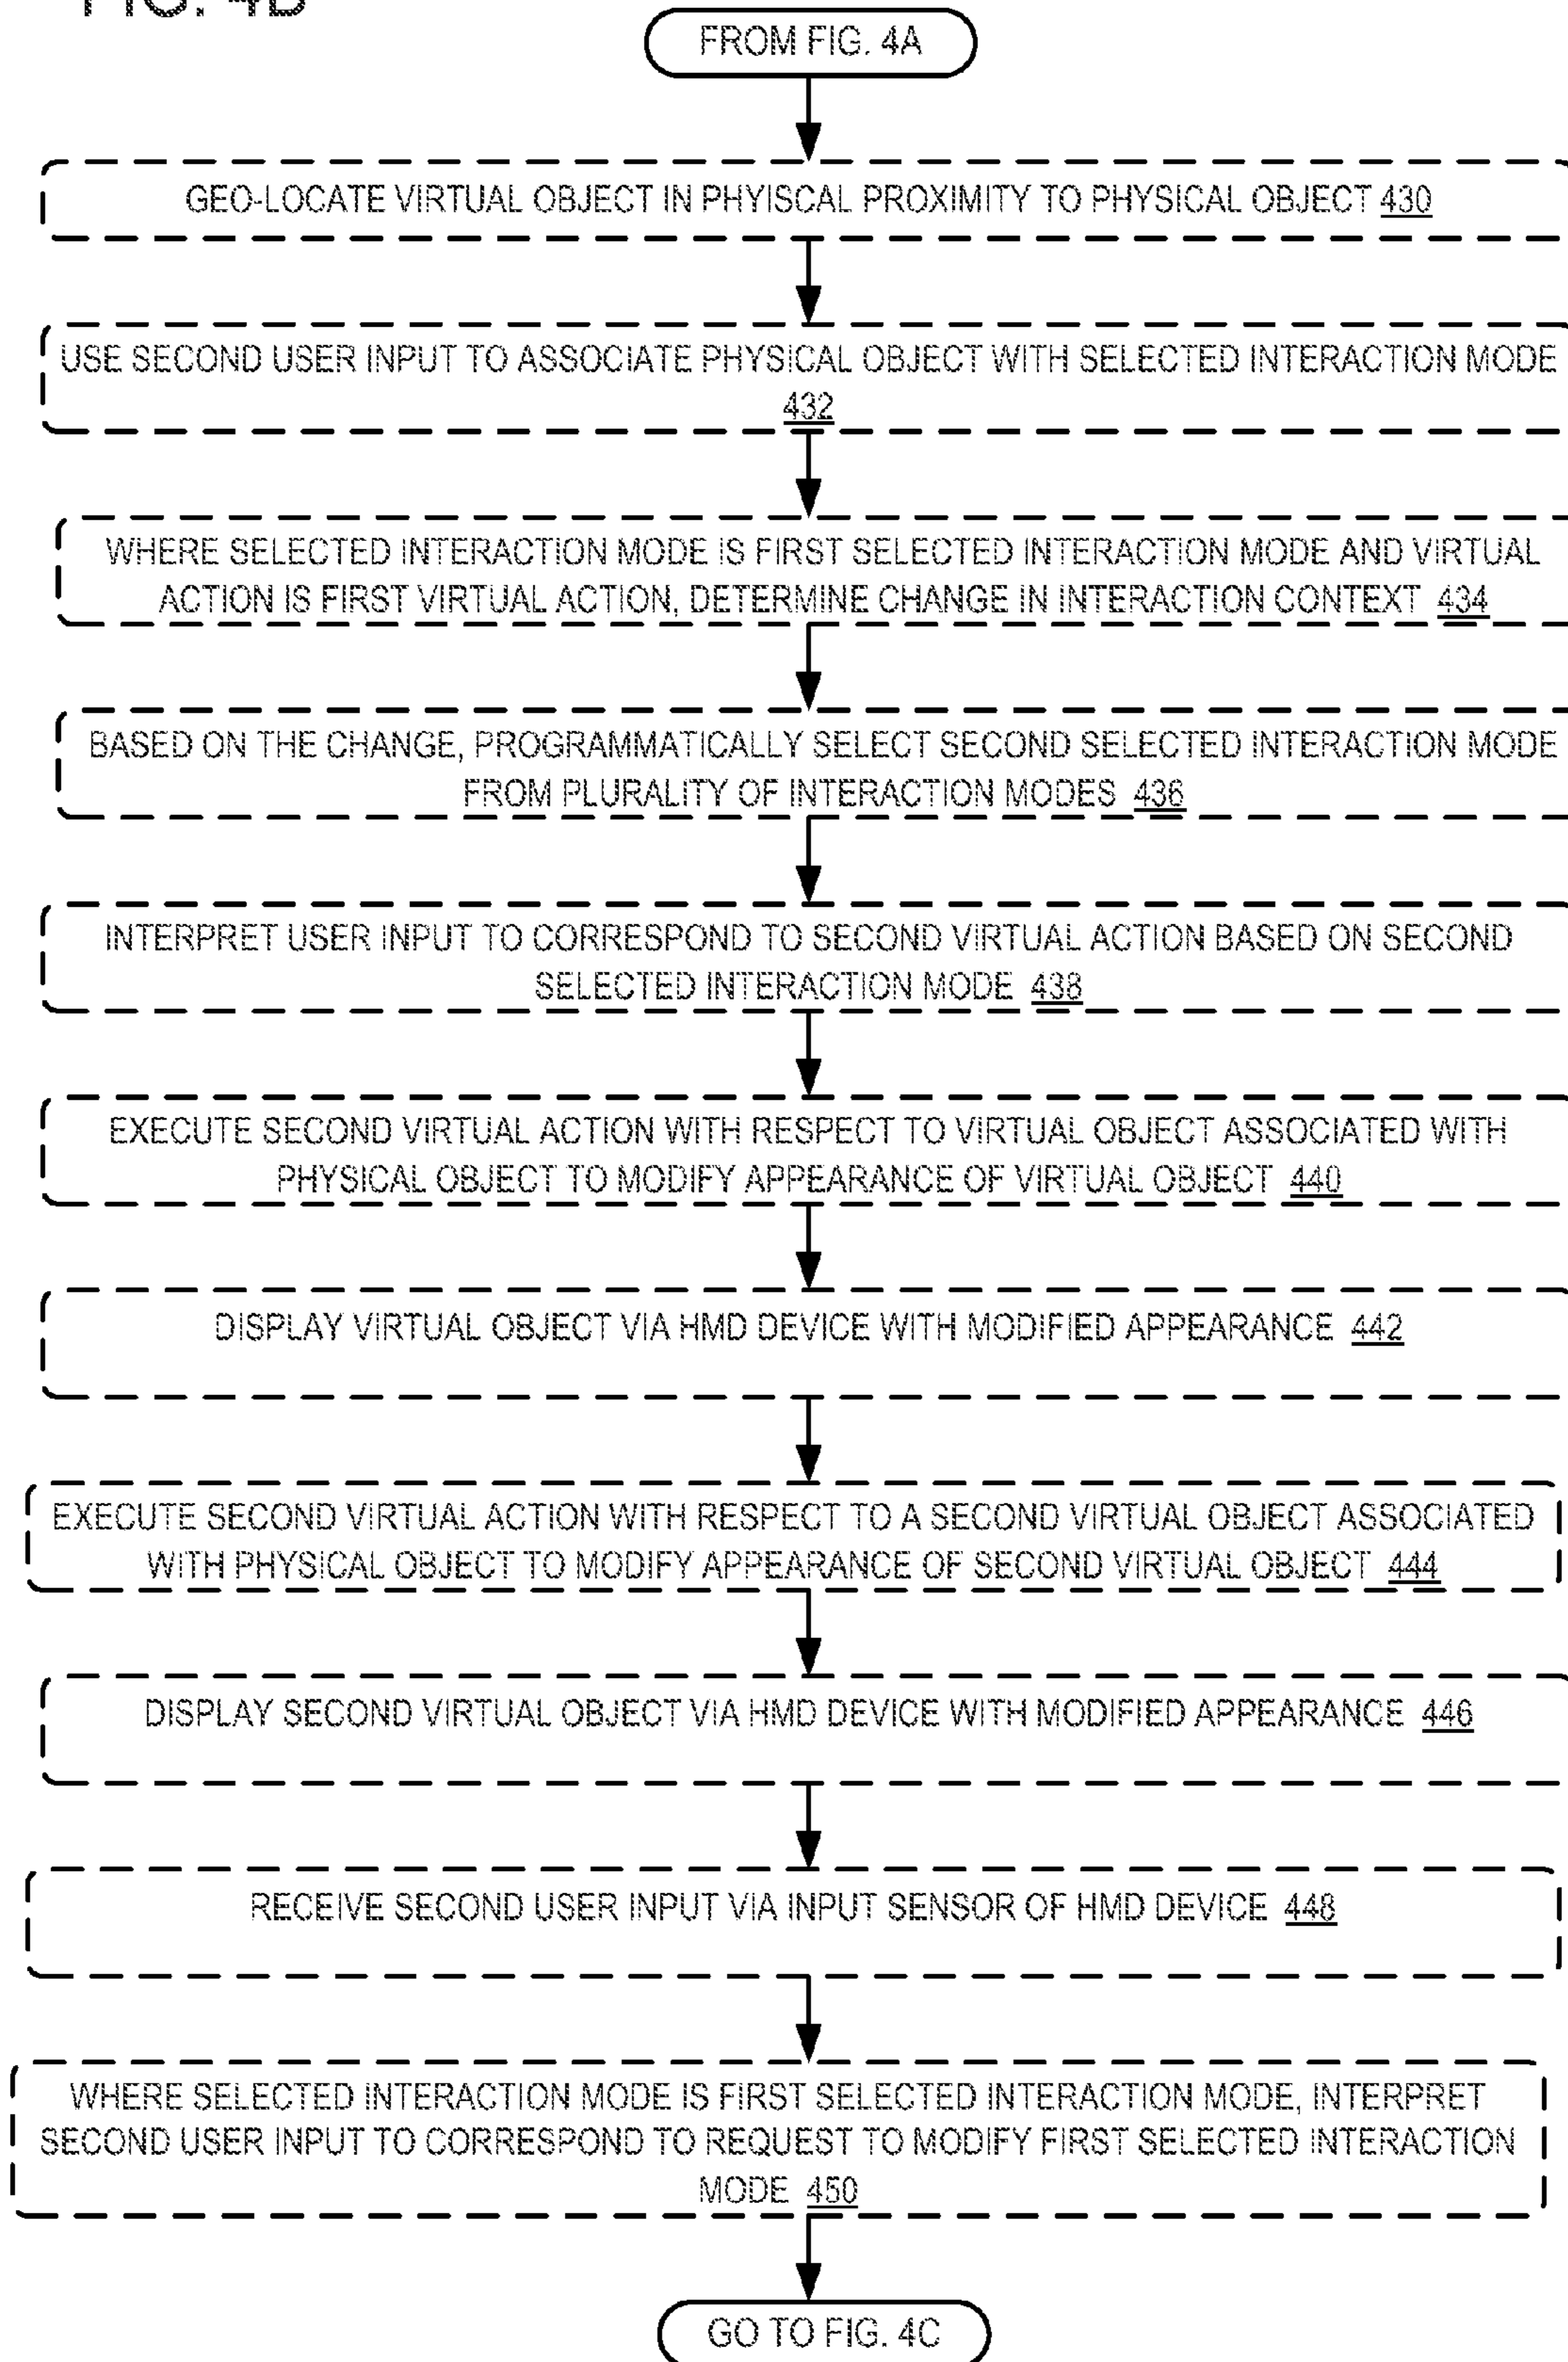 FIG. 4B
FROM FIG. 4A
GEO-LOCATE VIRTUAL OBJECT IN PHYISCAL PROXIMITY TO PHYSICAL OBJECT 430
USE SECOND USER INPUT TO ASSOCIATE PHYSICAL OBJECT WITH SELECTED INTERACTION MODE
432
WHERE SELECTED INTERACTION MODE IS FIRST SELECTED INTERACTION MODE AND VIRTUAL
ACTION IS FIRST VIRTUAL ACTION, DETERMINE CHANGE IN INTERACTION CONTEXT 434
BASED ON THE CHANGE, PROGRAMMATICALLY SELECT SECOND SELECTED INTERACTION MODE
FROM PLURALITY OF INTERACTION MODES 436
INTERPRET USER INPUT TO CORRESPOND TO SECOND VIRTUAL ACTION BASED ON SECOND
SELECTED INTERACTION MODE 438
EXECUTE SECOND VIRTUAL ACTION WITH RESPECT TO VIRTUAL OBJECT ASSOCIATED WITH
PHYSICAL OBJECT TO MODIFY APPEARANCE OF VIRTUAL OBJECT 440
DISPLAY VIRTUAL OBJECT VIA HMD DEVICE WITH MODIFIED APPEARANCE 442
EXECUTE SECOND VIRTUAL ACTION WITH RESPECT TO A SECOND VIRTUAL OBJECT ASSOCIATED
WITH PHYSICAL OBJECT TO MODIFY APPEARANCE OF SECOND VIRTUAL OBJECT 444
DISPLAY SECOND VIRTUAL OBJECT VIA HMD DEVICE WITH MODIFIED APPEARANCE 446
RECEIVE SECOND USER INPUT VIA INPUT SENSOR OF HMD DEVICE 448
WHERE SELECTED INTERACTION MODE IS FIRST SELECTED INTERACTION MODE, INTERPRET
SECOND USER INPUT TO CORRESPOND TO REQUEST TO MODIFY FIRST SELECTED INTERACTION
MODE 450
GO TO FIG. 4C